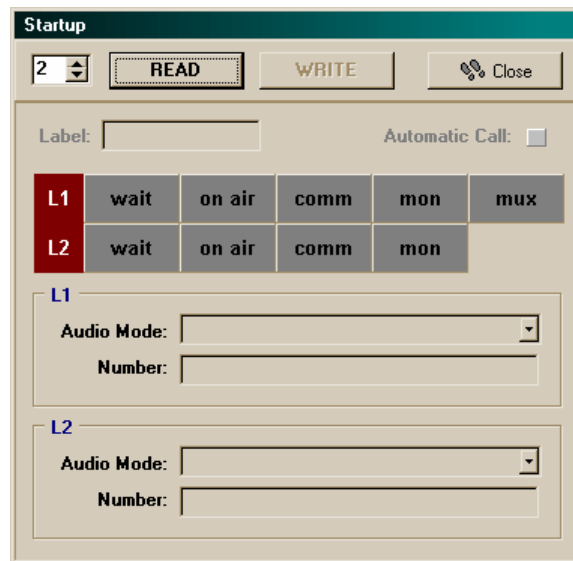 Startup
2 READ WRITE Close
Label: Automatic Call:
L1 wait on air comm mon mux
L2 wait on air comm mon
L1
Audio Mode:
Number:
L2
Audio Mode:
Number: